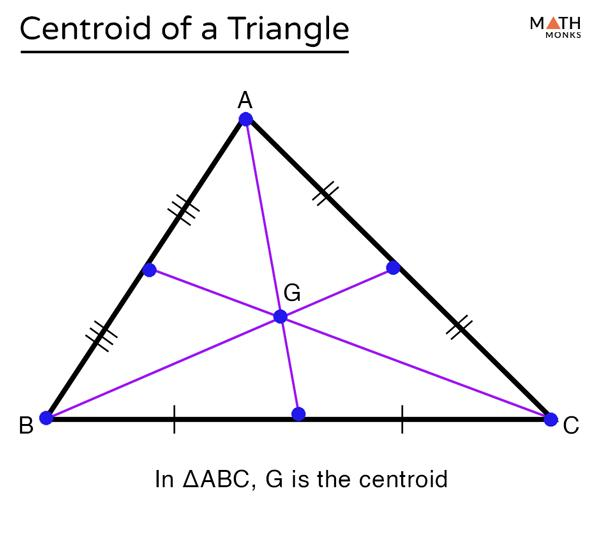 Centroid of a Triangle
MATH
MONKS
A
G
B
C
In ΔABC, G is the centroid